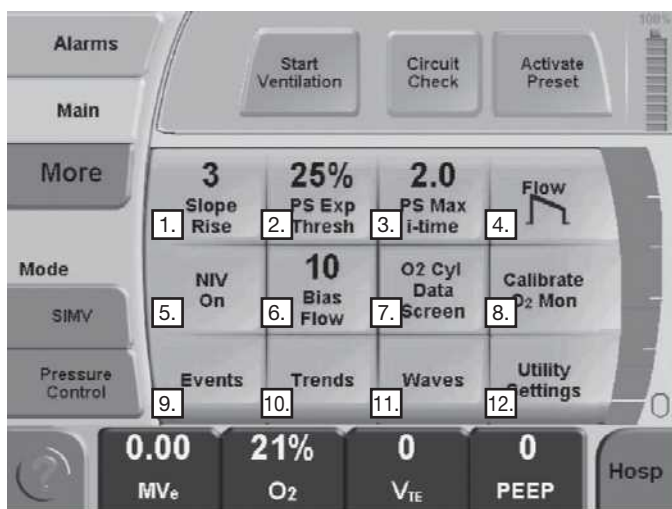 100%
Alarms
Start
Ventilation
Circuit
Check
Activate
Preset
Main
More
3
Slope
1. Rise
25%
PS Exp
2. Thresh
2.0
PS Max
3. i-time
Flow
4.
Mode
NIV
5. On
10
Bias
6. Flow
O2 Cyl
Data
7. Screen
Calibrate
8. O2 Mon
SIMV
Pressure
Control
9. Events
10. Trends
11. Waves
Utility
12. Settings
0.00
MVe
21%
O2
0
VTE
0
PEEP
Hosp
?